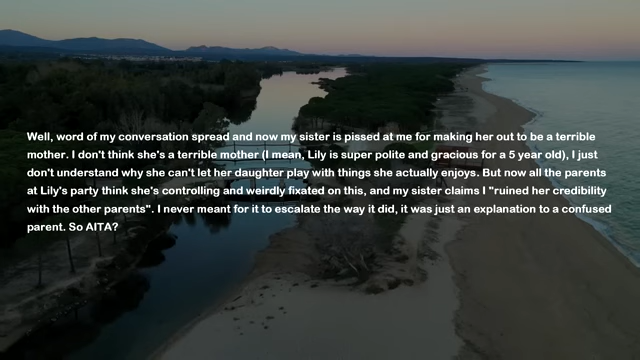 Well, word of my conversation spread and now my sister is pissed at me for making her out to be a terrible
mother. I don't think she's a terrible mother (I mean, Lily is super polite and gracious for a 5 year old), I just
don't understand why she can't let her daughter play with things she actually enjoys. But now all the parents
at Lily's party think she's controlling and weirdly fixated on this, and my sister claims I "ruined her credibility
with the other parents". I never meant for it to escalate the way it did, it was just an explanation to a confused
parent. So AITA?